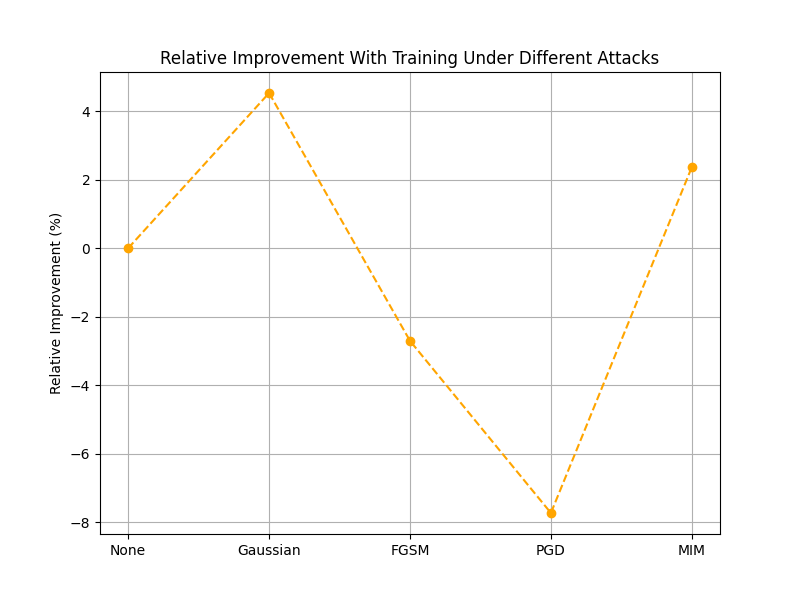 Relative Improvement With Training Under Different Attacks
Relative Improvement (%)
4
2
0
−2
−4
−6
−8
None
Gaussian
FGSM
PGD
MIM